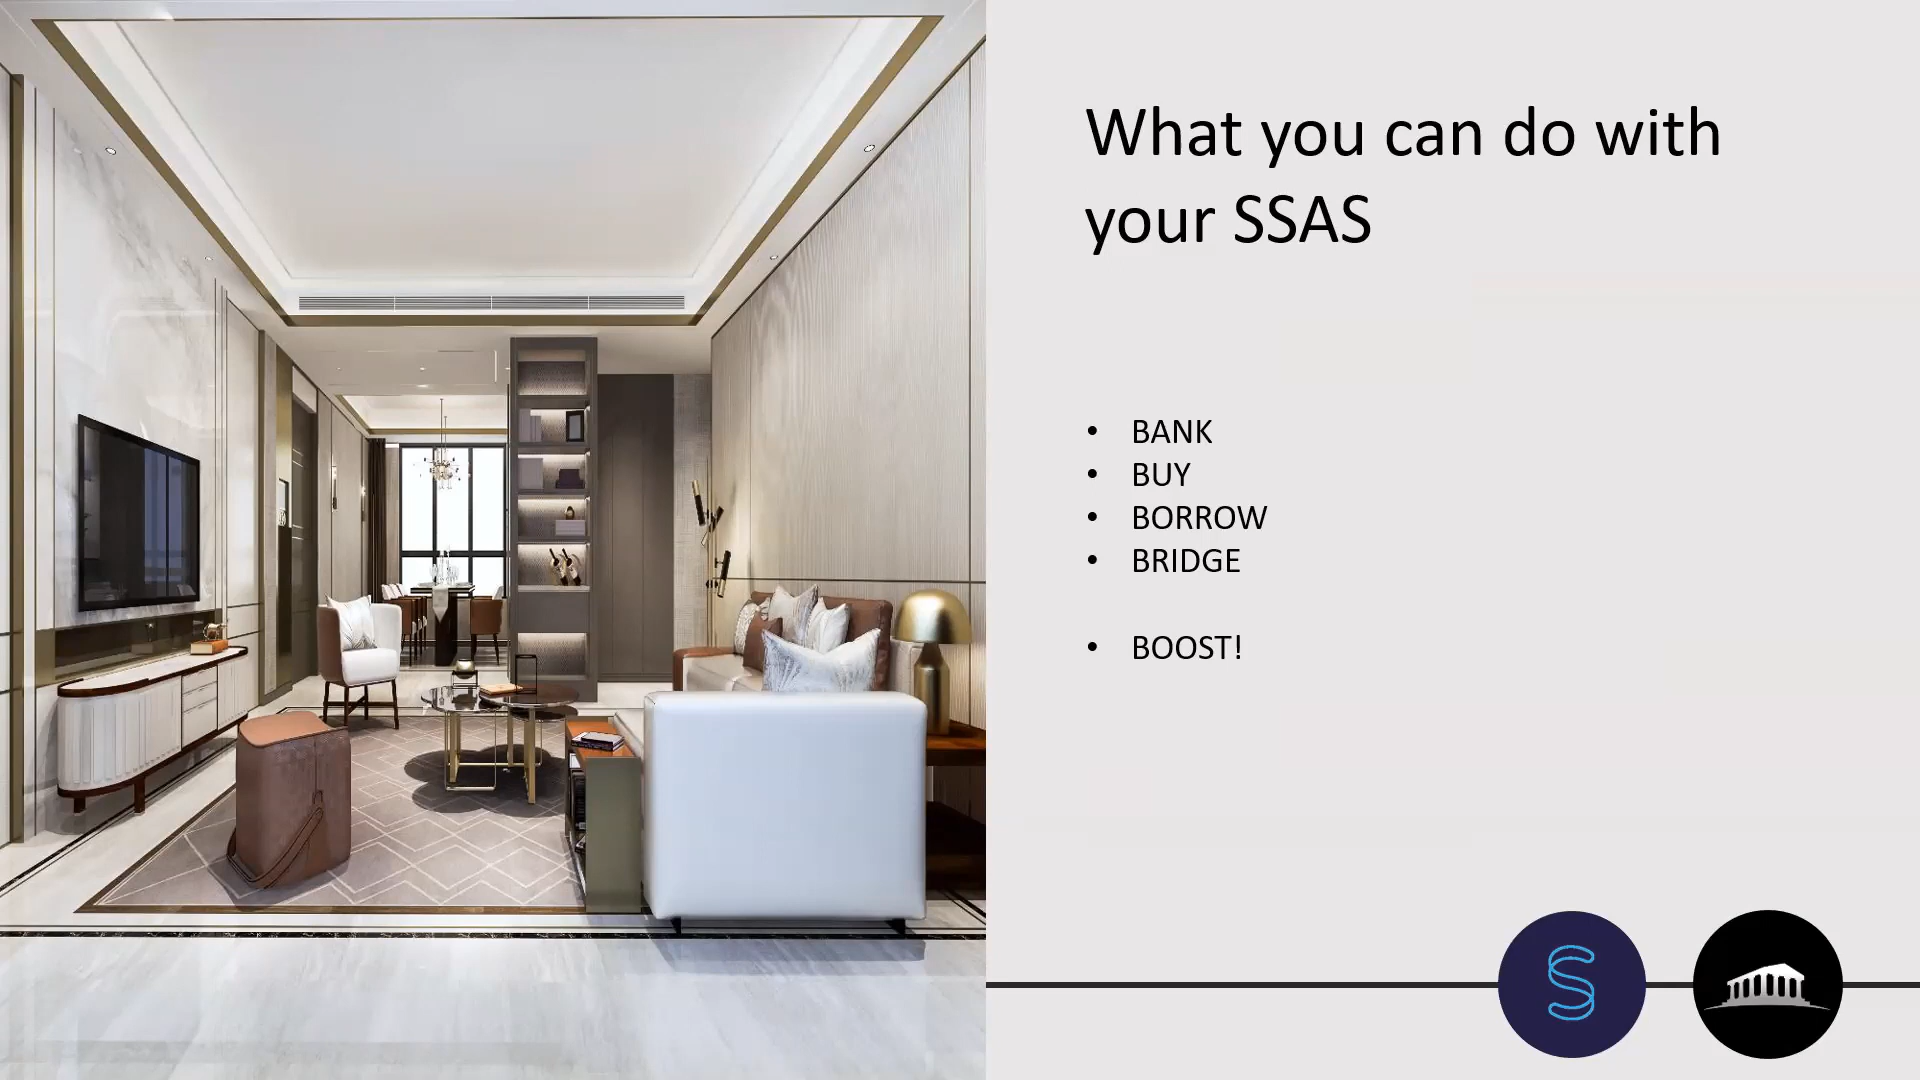 What you can do with
your SSAS
• BANK
• BUY
• BORROW
• BRIDGE
• BOOST!